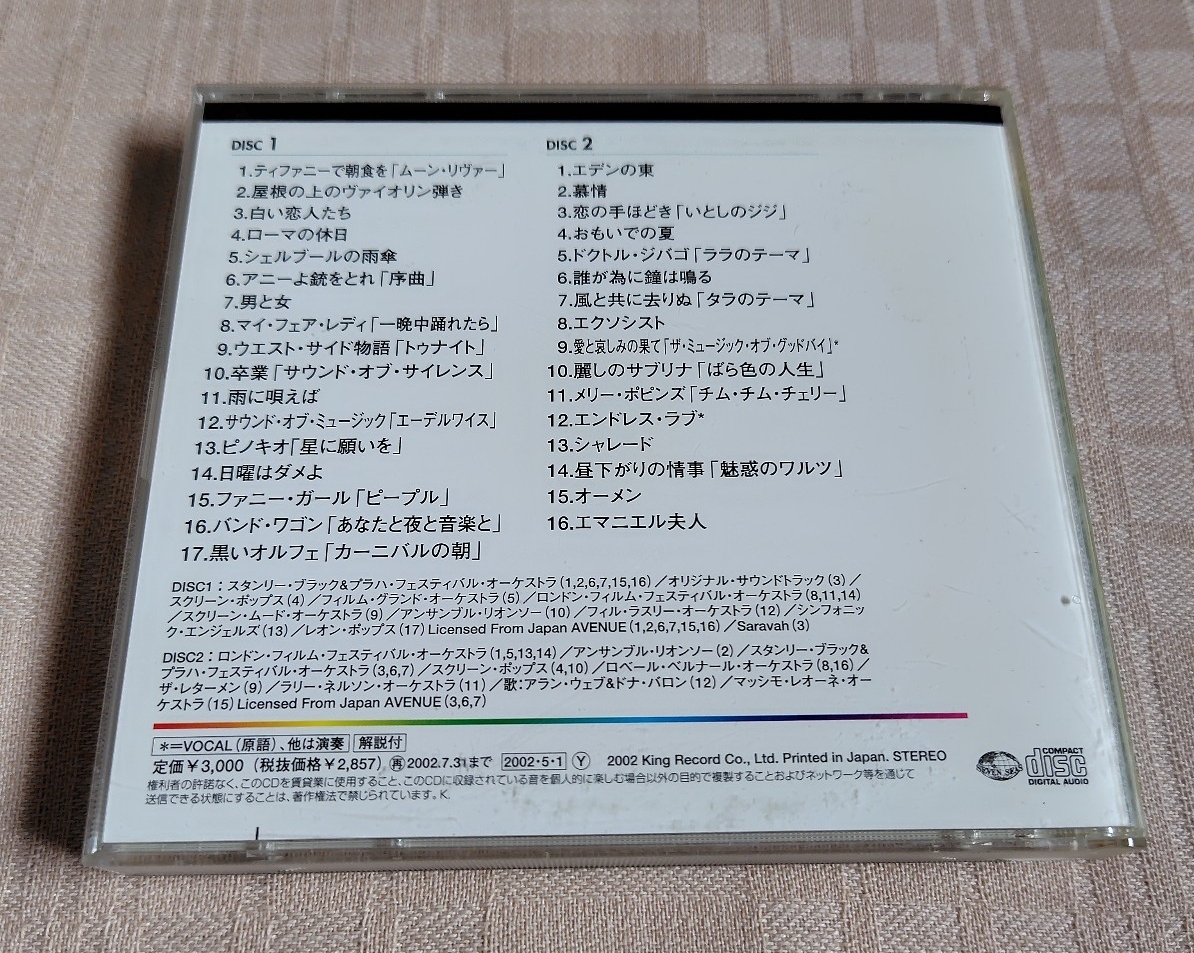 DISC 1
1.ティファニーで朝食を「ムーン・リヴァー」
2.屋根の上のヴァイオリン弾き
3.白い恋人たち
4.ローマの休日
5.シェルブールの雨傘
6.アニーよ銃をとれ「序曲」
7.男と女
8.マイ・フェア・レディ「一晩中踊れたら」
9.ウエスト・サイド物語「トゥナイト」
10.卒業「サウンド・オブ・サイレンス」
11.雨に唄えば
12.サウンド・オブ・ミュージック「エーデルワイス」
13.ピノキオ「星に願いを」
14.日曜はダメよ
15.ファニー・ガール「ピープル」
16.バンド・ワゴン「あなたと夜と音楽と」
17.黒いオルフェ「カーニバルの朝」
DISC 2
1.エデンの東
2.慕情
3.恋の手ほどき「いとしのジジ」
4.おもいでの夏
5.ドクトル・ジバゴ「ララのテーマ」
6.誰が為に鐘は鳴る
7.風と共に去りぬ「タラのテーマ」
8.エクソシスト
9.愛と哀しみの果て「ザ・ミュージック・オブ・グッドバイ」*
10.麗しのサブリナ「ばら色の人生」
11.メリー・ポピンズ「チム・チム・チェリー」
12.エンドレス・ラブ*
13.シャレード
14.昼下がりの情事「魅惑のワルツ」
15.オーメン
16.エマニエル夫人
DISC1：スタンリー・ブラック&プラハ・フェスティバル・オーケストラ(1,2,6,7,15,16)／オリジナル・サウンドトラック(3)／
スクリーン・ポップス(4)／フィルム・グランド・オーケストラ(5)／ロンドン・フィルム・フェスティバル・オーケストラ(8,11,14)
／スクリーン・ムード・オーケストラ(9)／アンサンブル・リオンソー(10)／フィル・ラスリー・オーケストラ(12)／シンフォニッ
ク・エンジェルズ(13)／レオン・ポップス(17) Licensed From Japan AVENUE(1,2,6,7,15,16)／Saravah(3)
DISC2：ロンドン・フィルム・フェスティバル・オーケストラ(1,5,13,14)／アンサンブル・リオンソー(2)／スタンリー・ブラック&
プラハ・フェスティバル・オーケストラ(3,6,7)／スクリーン・ポップス(4,10)／ロベール・ベルナール・オーケストラ(8,16)／
ザ・レターメン(9)／ラリー・ネルソン・オーケストラ(11)／歌：アラン・ウェブ&ドナ・バロン(12)／マッシモ・レオーネ・オー
ケストラ(15) Licensed From Japan AVENUE(3,6,7)
*=VOCAL(原語)、他は演奏 解説付
定価￥3,000(税抜価格￥2,857) 再2002.7.31まで 2002・5・1 Y 2002 King Record Co., Ltd. Printed in Japan. STEREO
権利者の許諾なく、このCDを賃貸業に使用すること、このCDに収録されている音を個人的に楽しむ場合以外の目的で複製することおよびネットワーク等を通じて
送信できる状態にすることは、著作権法で禁じられています。K.
SEVEN SEAS
COMPACT
disc
DIGITAL AUDIO